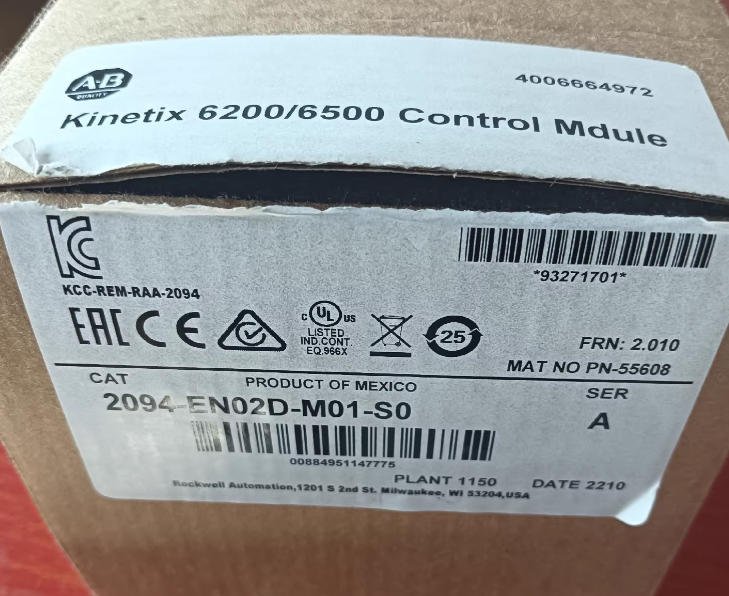 A-B
QUALITY
4006664972
Kinetix 6200/6500 Control Mdule
KCC-REM-RAA-2094
*93271701*
EAC CE
C UL US
LISTED
IND.CONT.
EQ.966X
25
FRN: 2.010
MAT NO PN-55608
CAT
PRODUCT OF MEXICO
SER
2094-EN02D-M01-S0
A
00884951147775
PLANT 1150
DATE 2210
Rockwell Automation,1201 S 2nd St. Milwaukee, WI 53204,USA